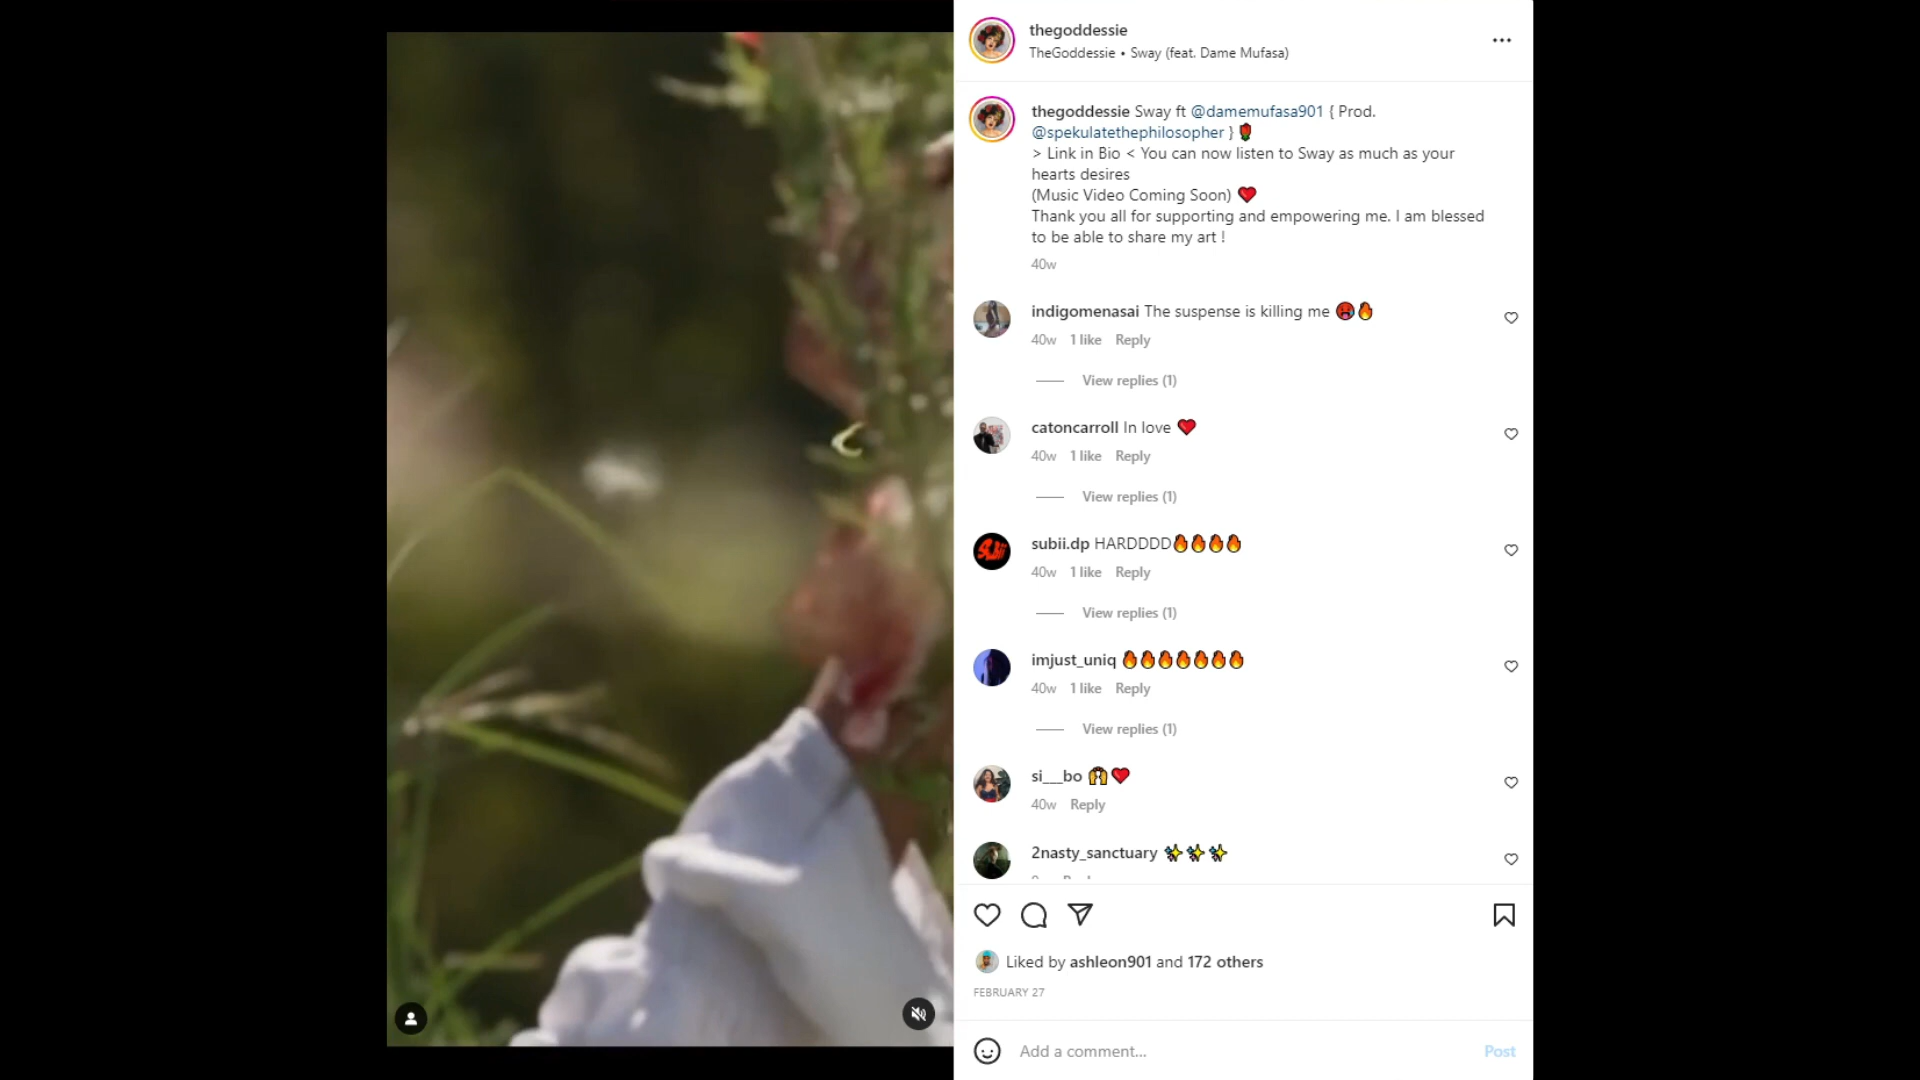 thegoddessie
TheGoddessie • Sway (feat. Dame Mufasa)
thegoddessie Sway ft @damemufasa901 { Prod.
@spekulatethephilosopher } 🌹
> Link in Bio < You can now listen to Sway as much as your
hearts desires
(Music Video Coming Soon) ❤️
Thank you all for supporting and empowering me. I am blessed
to be able to share my art !
40w
indigomenasai The suspense is killing me 🥵🔥
40w 1 like Reply
View replies (1)
catoncarroll In love ❤️
40w 1 like Reply
View replies (1)
SUBII
subii.dp HARDDDD🔥🔥🔥🔥
40w 1 like Reply
View replies (1)
imjust_uniq 🔥🔥🔥🔥🔥🔥🔥
40w 1 like Reply
View replies (1)
si___bo 🙌❤️
40w Reply
2nasty_sanctuary ✨✨✨
Liked by ashleon901 and 172 others
FEBRUARY 27
Add a comment...
Post